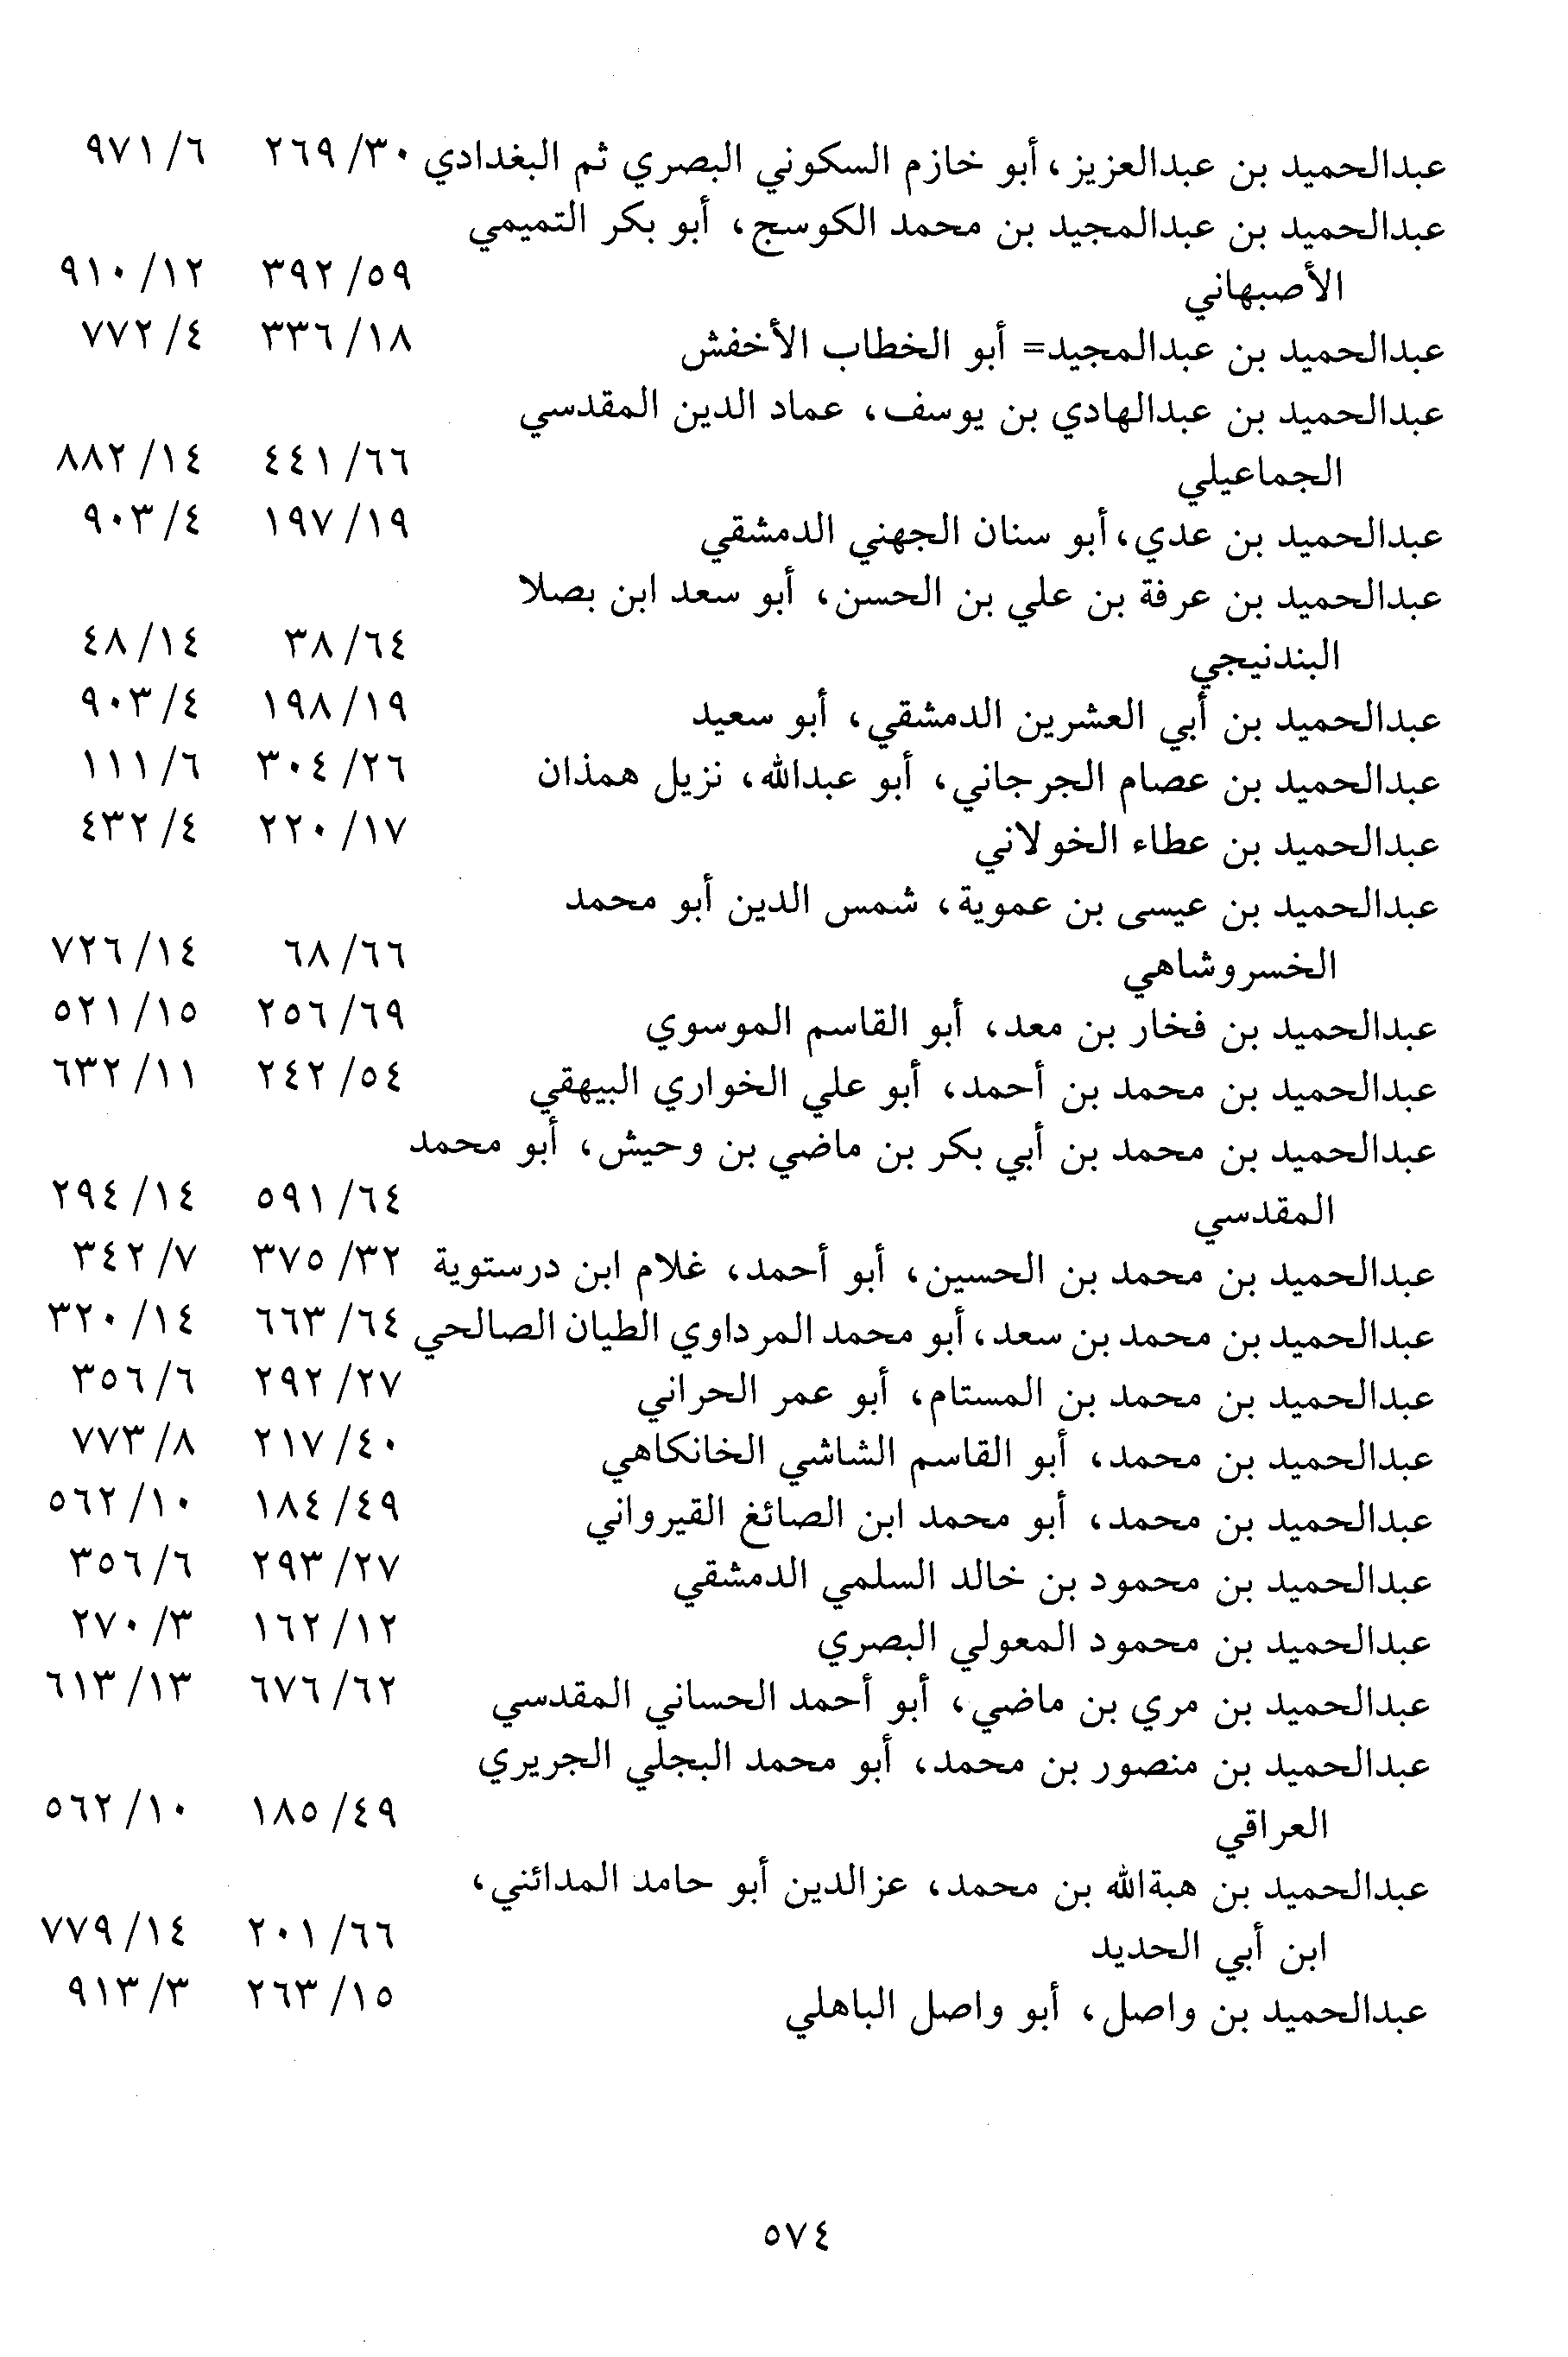 عبدالحميد بن عبدالعزيز، أبو خازم السكوني البصري ثم البغدادي ٢٦٩/٣٠ ٩٧١/٦
عبدالحميد بن عبدالمجيد بن محمد الكوسج، أبو بكر التميمي
الأصبهاني ٣٩٢/٥٩ ٩١٠/١٢
عبدالحميد بن عبدالمجيد= أبو الخطاب الأخفش ٣٣٦/١٨ ٧٧٢/٤
عبدالحميد بن عبدالهادي بن يوسف، عماد الدين المقدسي
الجماعيلي ٤٤١/٦٦ ٨٨٢/١٤
عبدالحميد بن عدي، أبو سنان الجهني الدمشقي ١٩٧/١٩ ٩٠٣/٤
عبدالحميد بن عرفة بن علي بن الحسن، أبو سعد ابن بصلا
البندنيجي ٣٨/٦٤ ٤٨/١٤
عبدالحميد بن أبي العشرين الدمشقي، أبو سعيد ١٩٨/١٩ ٩٠٣/٤
عبدالحميد بن عصام الجرجاني، أبو عبدالله، نزيل همذان ٣٠٤/٢٦ ١١١/٦
عبدالحميد بن عطاء الخولاني ٢٢٠/١٧ ٤٣٢/٤
عبدالحميد بن عيسى بن عموية، شمس الدين أبو محمد
الخسروشاهي ٦٨/٦٦ ٧٢٦/١٤
عبدالحميد بن فخار بن معد، أبو القاسم الموسوي ٢٥٦/٦٩ ٥٢١/١٥
عبدالحميد بن محمد بن أحمد، أبو علي الخواري البيهقي ٢٤٢/٥٤ ٦٣٢/١١
عبدالحميد بن محمد بن أبي بكر بن ماضي بن وحيش، أبو محمد
المقدسي ٥٩١/٦٤ ٢٩٤/١٤
عبدالحميد بن محمد بن الحسين، أبو أحمد، غلام ابن درستوية ٣٧٥/٣٢ ٣٤٢/٧
عبدالحميد بن محمد بن سعد، أبو محمد المرداوي الطيان الصالحي ٦٦٣/٦٤ ٣٢٠/١٤
عبدالحميد بن محمد بن المستام، أبو عمر الحراني ٢٩٢/٢٧ ٣٥٦/٦
عبدالحميد بن محمد، أبو القاسم الشاشي الخانكاهي ٢١٧/٤٠ ٧٧٣/٨
عبدالحميد بن محمد، أبو محمد ابن الصائغ القيرواني ١٨٤/٤٩ ٥٦٢/١٠
عبدالحميد بن محمود بن خالد السلمي الدمشقي ٢٩٣/٢٧ ٣٥٦/٦
عبدالحميد بن محمود المعولي البصري ١٦٢/١٢ ٢٧٠/٣
عبدالحميد بن مري بن ماضي، أبو أحمد الحساني المقدسي ٦٧٦/٦٢ ٦١٣/١٣
عبدالحميد بن منصور بن محمد، أبو محمد البجلي الجريري
العراقي ١٨٥/٤٩ ٥٦٢/١٠
عبدالحميد بن هبةالله بن محمد، عزالدين أبو حامد المدائني،
ابن أبي الحديد ٢٠١/٦٦ ٧٧٩/١٤
عبدالحميد بن واصل، أبو واصل الباهلي ٢٦٣/١٥ ٩١٣/٣
٥٧٤